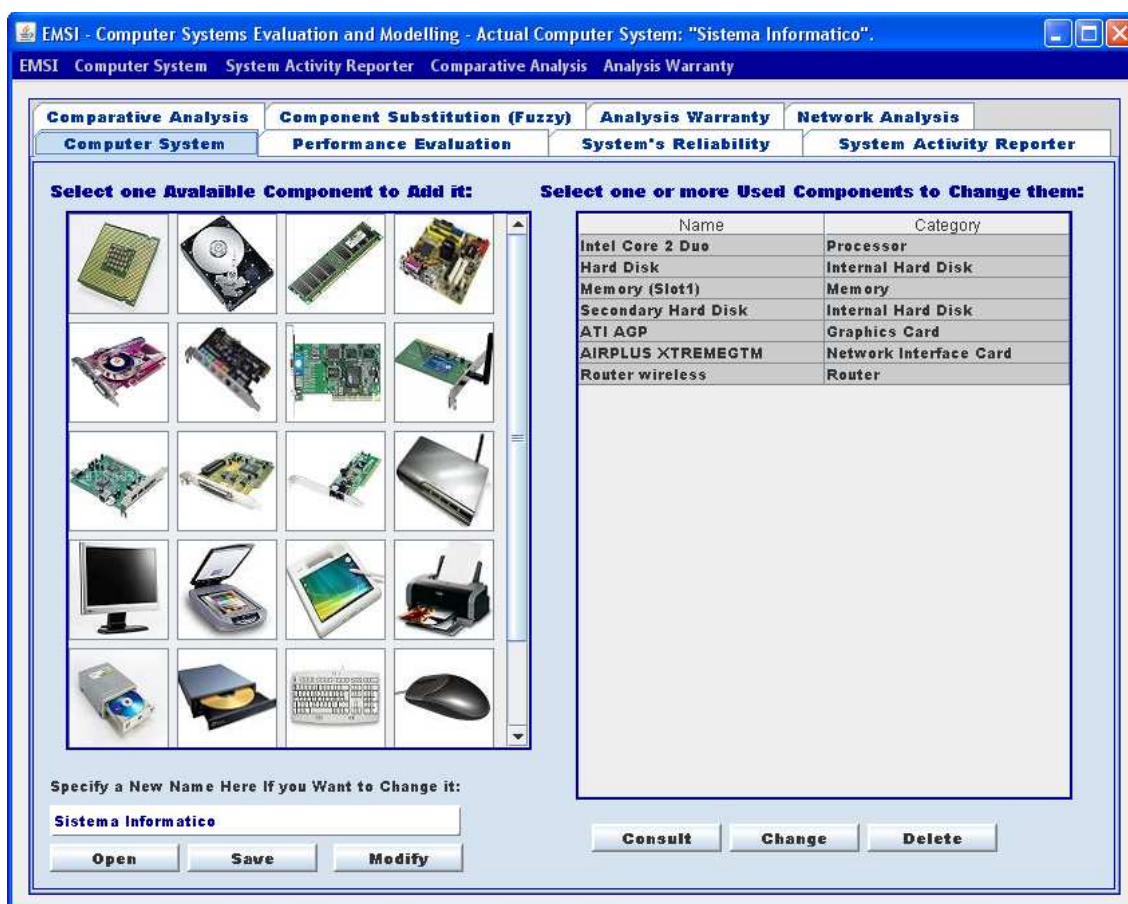 EMSI - Computer Systems Evaluation and Modelling - Actual Computer System: "Sistema Informatico".
EMSI Computer System System Activity Reporter Comparative Analysis Analysis Warranty
Comparative Analysis Component Substitution (Fuzzy) Analysis Warranty Network Analysis
Computer System Performance Evaluation System's Reliability System Activity Reporter
Select one Avalaible Component to Add it:
Select one or more Used Components to Change them:
Name Category
Intel Core 2 Duo Processor
Hard Disk Internal Hard Disk
Memory (Slot1) Memory
Secondary Hard Disk Internal Hard Disk
ATI AGP Graphics Card
AIRPLUS XTREMEGTM Network Interface Card
Router wireless Router
Specify a New Name Here If you Want to Change it:
Sistema Informatico
Open Save Modify
Consult Change Delete